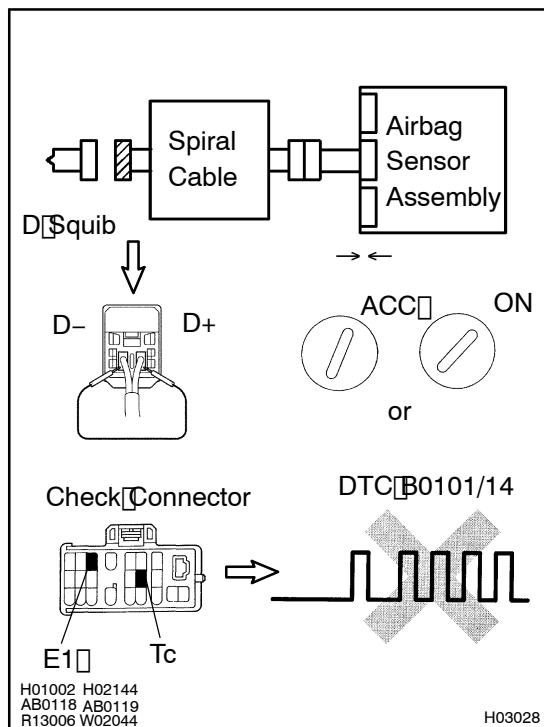 Spiral
Cable
Airbag
Sensor
Assembly
D▯Squib
D−
D+
ACC▯
ON
or
Check▯Connector
DTC▯B0101/14
E1▯
Tc
H01002 H02144
AB0118 AB0119
R13006 W02044
H03028